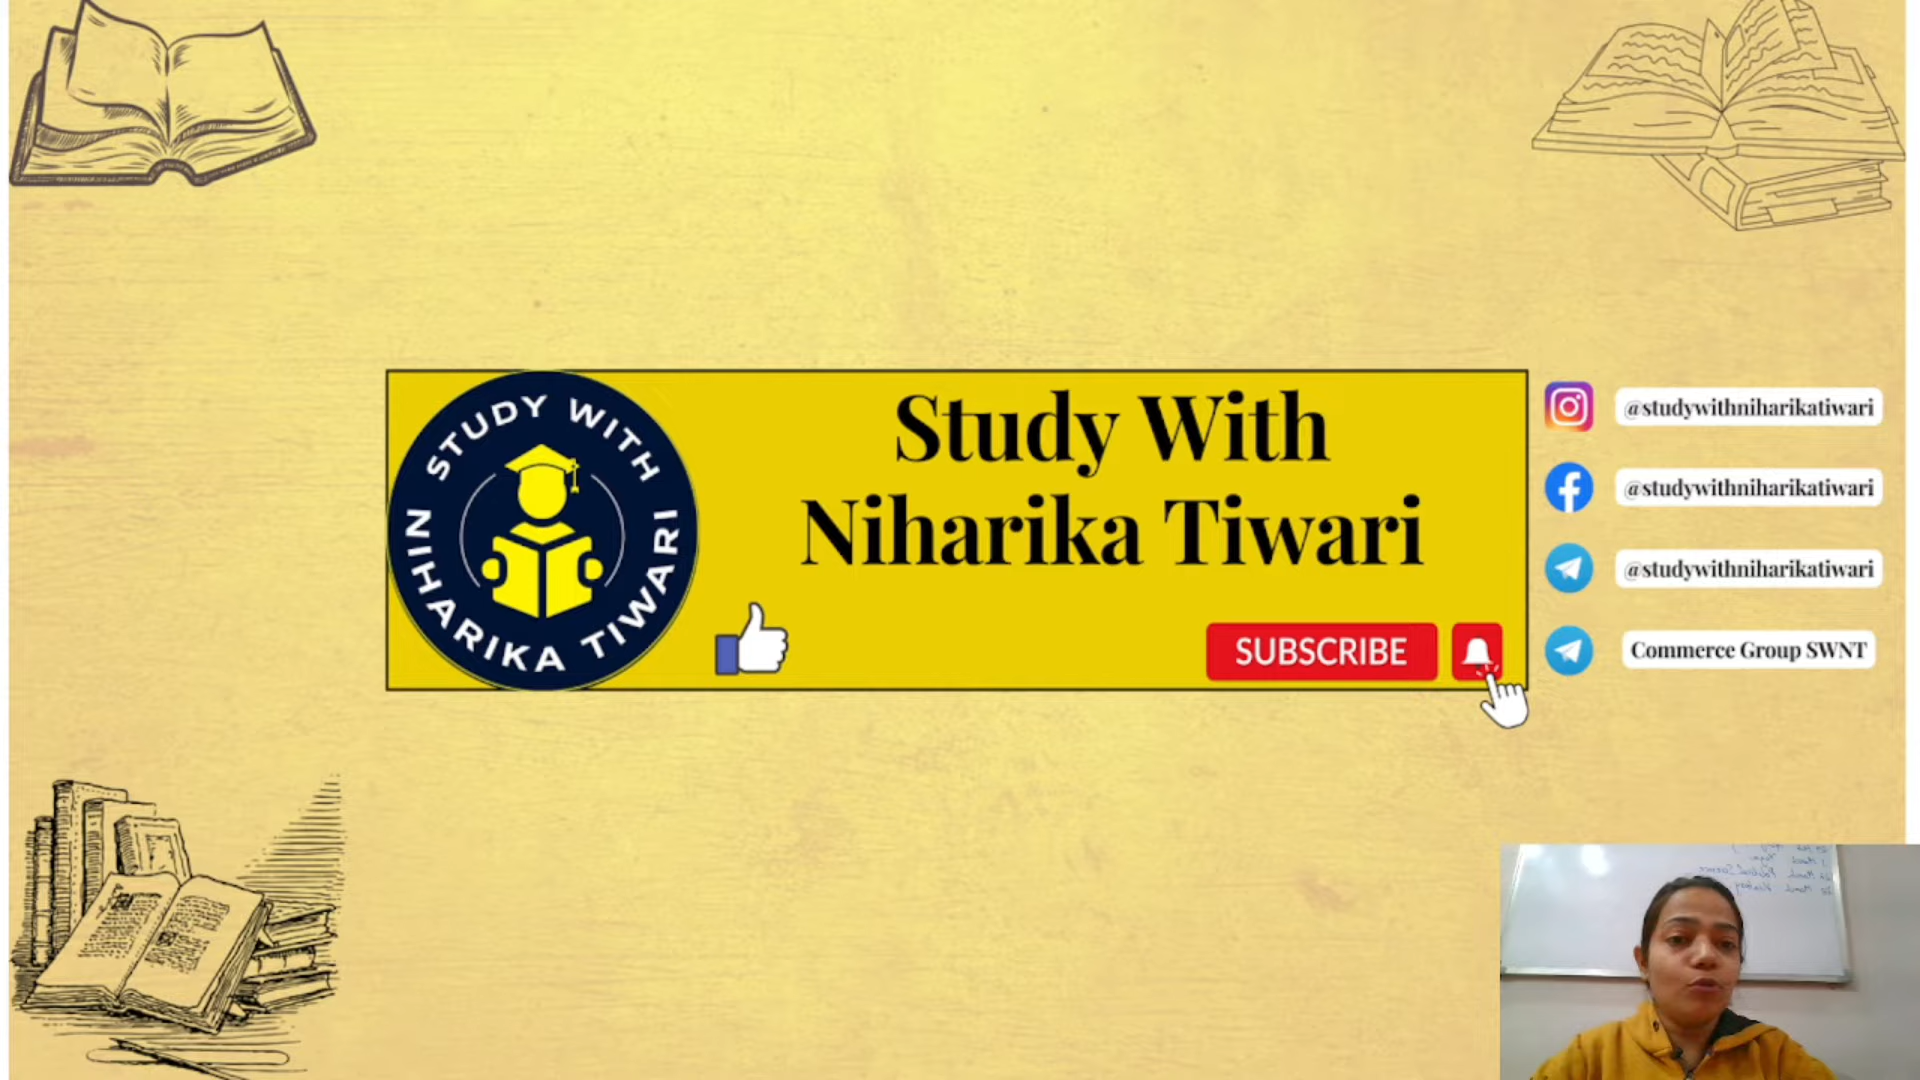 STUDY WITH
NIHARIKA TIWARI
Study With
Niharika Tiwari
SUBSCRIBE
@studywithniharikatiwari
@studywithniharikatiwari
@studywithniharikatiwari
Commerce Group SWNT